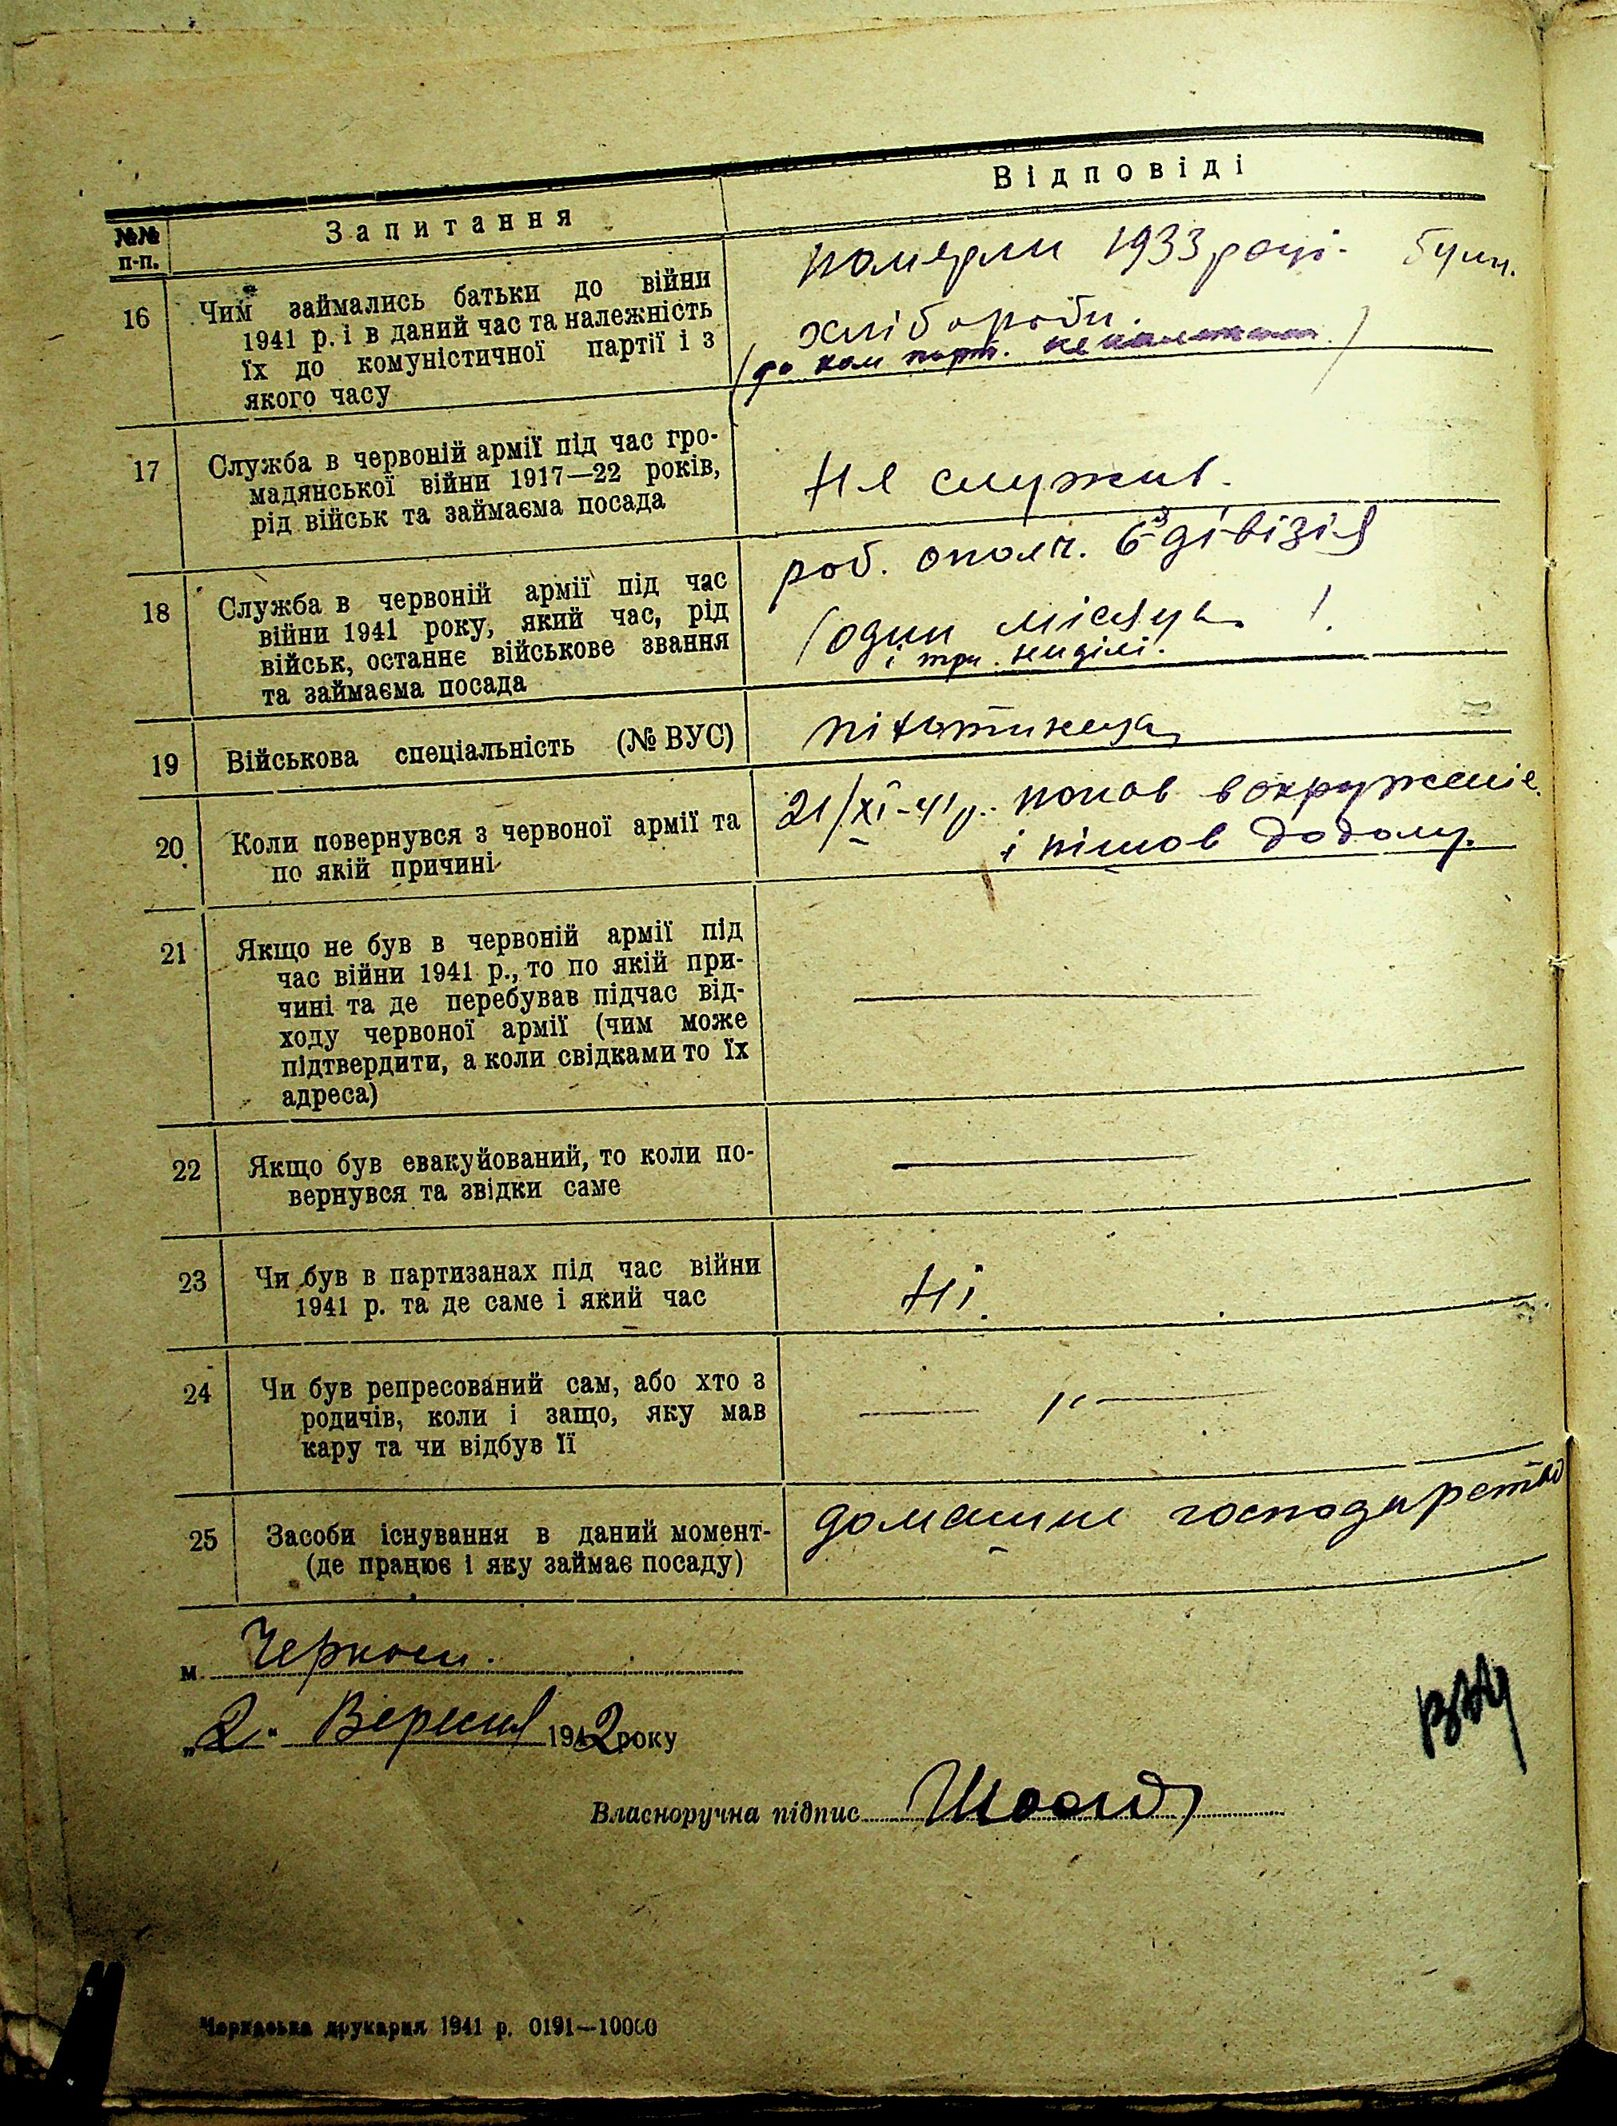 №№ п-п.
Запитання
Відповіді
16
Чим займались батьки до війни
1941 р. і в даний час та належність
їх до комуністичної партії і з
якого часу
померли 1933 році. були.
хлібороби.
(до ком парт. не належали)
17
Служба в червоній армії під час гро-
мадянської війни 1917—22 років,
рід військ та займаєма посада
Не служив.
18
Служба в червоній армії під час
війни 1941 року, який час, рід
військ, останнє військове звання
та займаєма посада
роб. ополч. 6а дівізія
(один місяць !
і три неділі.
19
Військова спеціальність (№ ВУС)
20
Коли повернувся з червоної армії та
по якій причині
21/XI-41р. попав в окружение
і пішов додому.
21
Якщо не був в червоній армії під
час війни 1941 р., то по якій при-
чині та де перебував підчас від-
ходу червоної армії (чим може
підтвердити, а коли свідками то їх
адреса)
—
22
Якщо був евакуйований, то коли по-
вернувся та звідки саме
—
23
Чи був в партизанах під час війни
1941 р. та де саме і який час
Ні.
24
Чи був репресований сам, або хто з
родичів, коли і защо, яку мав
кару та чи відбув її
— " —
25
Засоби існування в даний момент-
(де працює і яку займає посаду)
домашнє господарство
м. Черкаси.
„2" Вересня 1942 року
Власноручна підпис
Черкаська друкарня 1941 р. 0191—10000